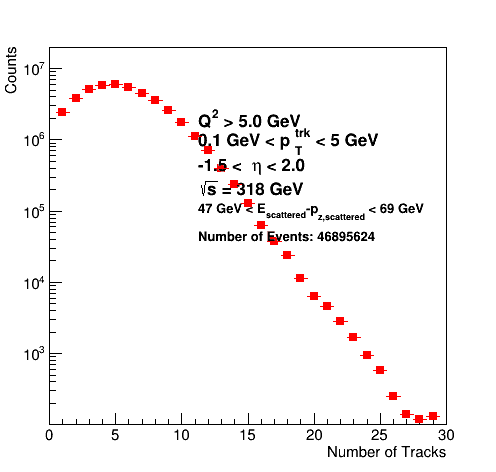 Counts
10^7
10^6
10^5
10^4
10^3
Q^2 > 5.0 GeV
0.1 GeV < p_T^trk < 5 GeV
-1.5 < η < 2.0
√s = 318 GeV
47 GeV < E_scattered-p_z,scattered < 69 GeV
Number of Events: 46895624
0 5 10 15 20 25 30
Number of Tracks